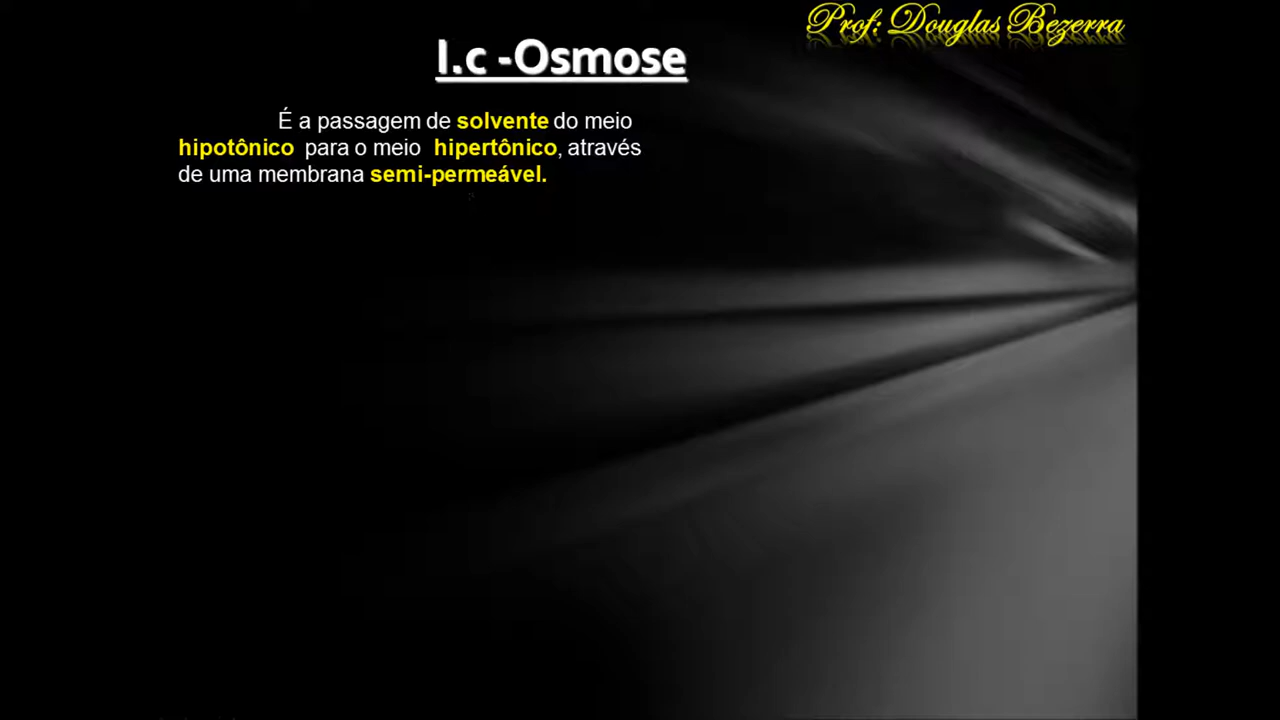 Prof: Douglas Bezerra
I.c -Osmose
É a passagem de solvente do meio
hipotônico para o meio hipertônico, através
de uma membrana semi-permeável.